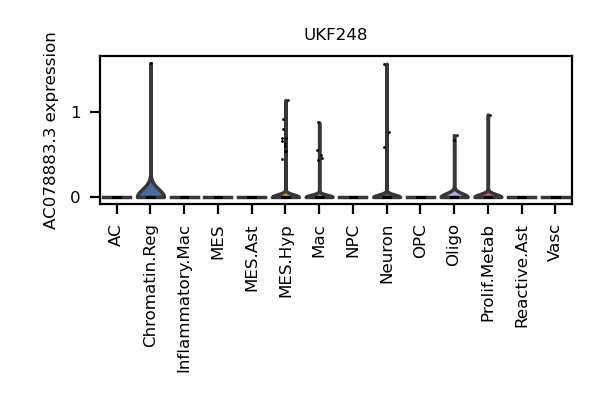 UKF248
AC078883.3 expression
1
0
AC
Chromatin.Reg
Inflammatory.Mac
MES
MES.Ast
MES.Hyp
Mac
NPC
Neuron
OPC
Oligo
Prolif.Metab
Reactive.Ast
Vasc